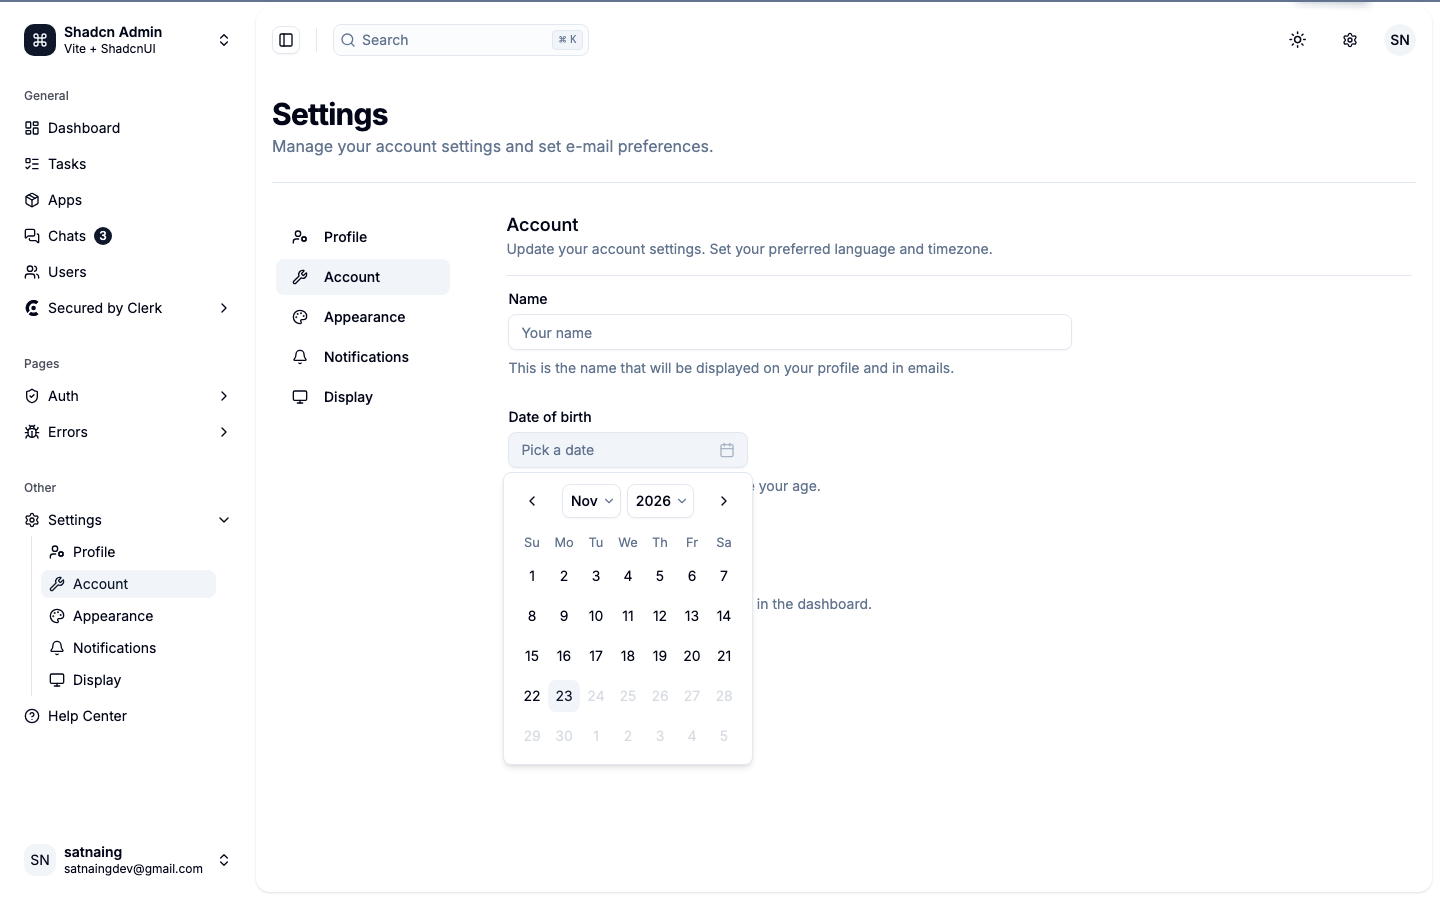 Shadcn Admin
Vite + ShadcnUI
General
Dashboard
Tasks
Apps
Chats 3
Users
Secured by Clerk
Pages
Auth
Errors
Other
Settings
Profile
Account
Appearance
Notifications
Display
Help Center
SN
satnaing
satnaingdev@gmail.com
Search ⌘ K
SN
Settings
Manage your account settings and set e-mail preferences.
Profile
Account
Appearance
Notifications
Display
Account
Update your account settings. Set your preferred language and timezone.
Name
Your name
This is the name that will be displayed on your profile and in emails.
Date of birth
Pick a date
your age.
Nov 2026
Su Mo Tu We Th Fr Sa
1 2 3 4 5 6 7
8 9 10 11 12 13 14
in the dashboard.
15 16 17 18 19 20 21
22 23 24 25 26 27 28
29 30 1 2 3 4 5